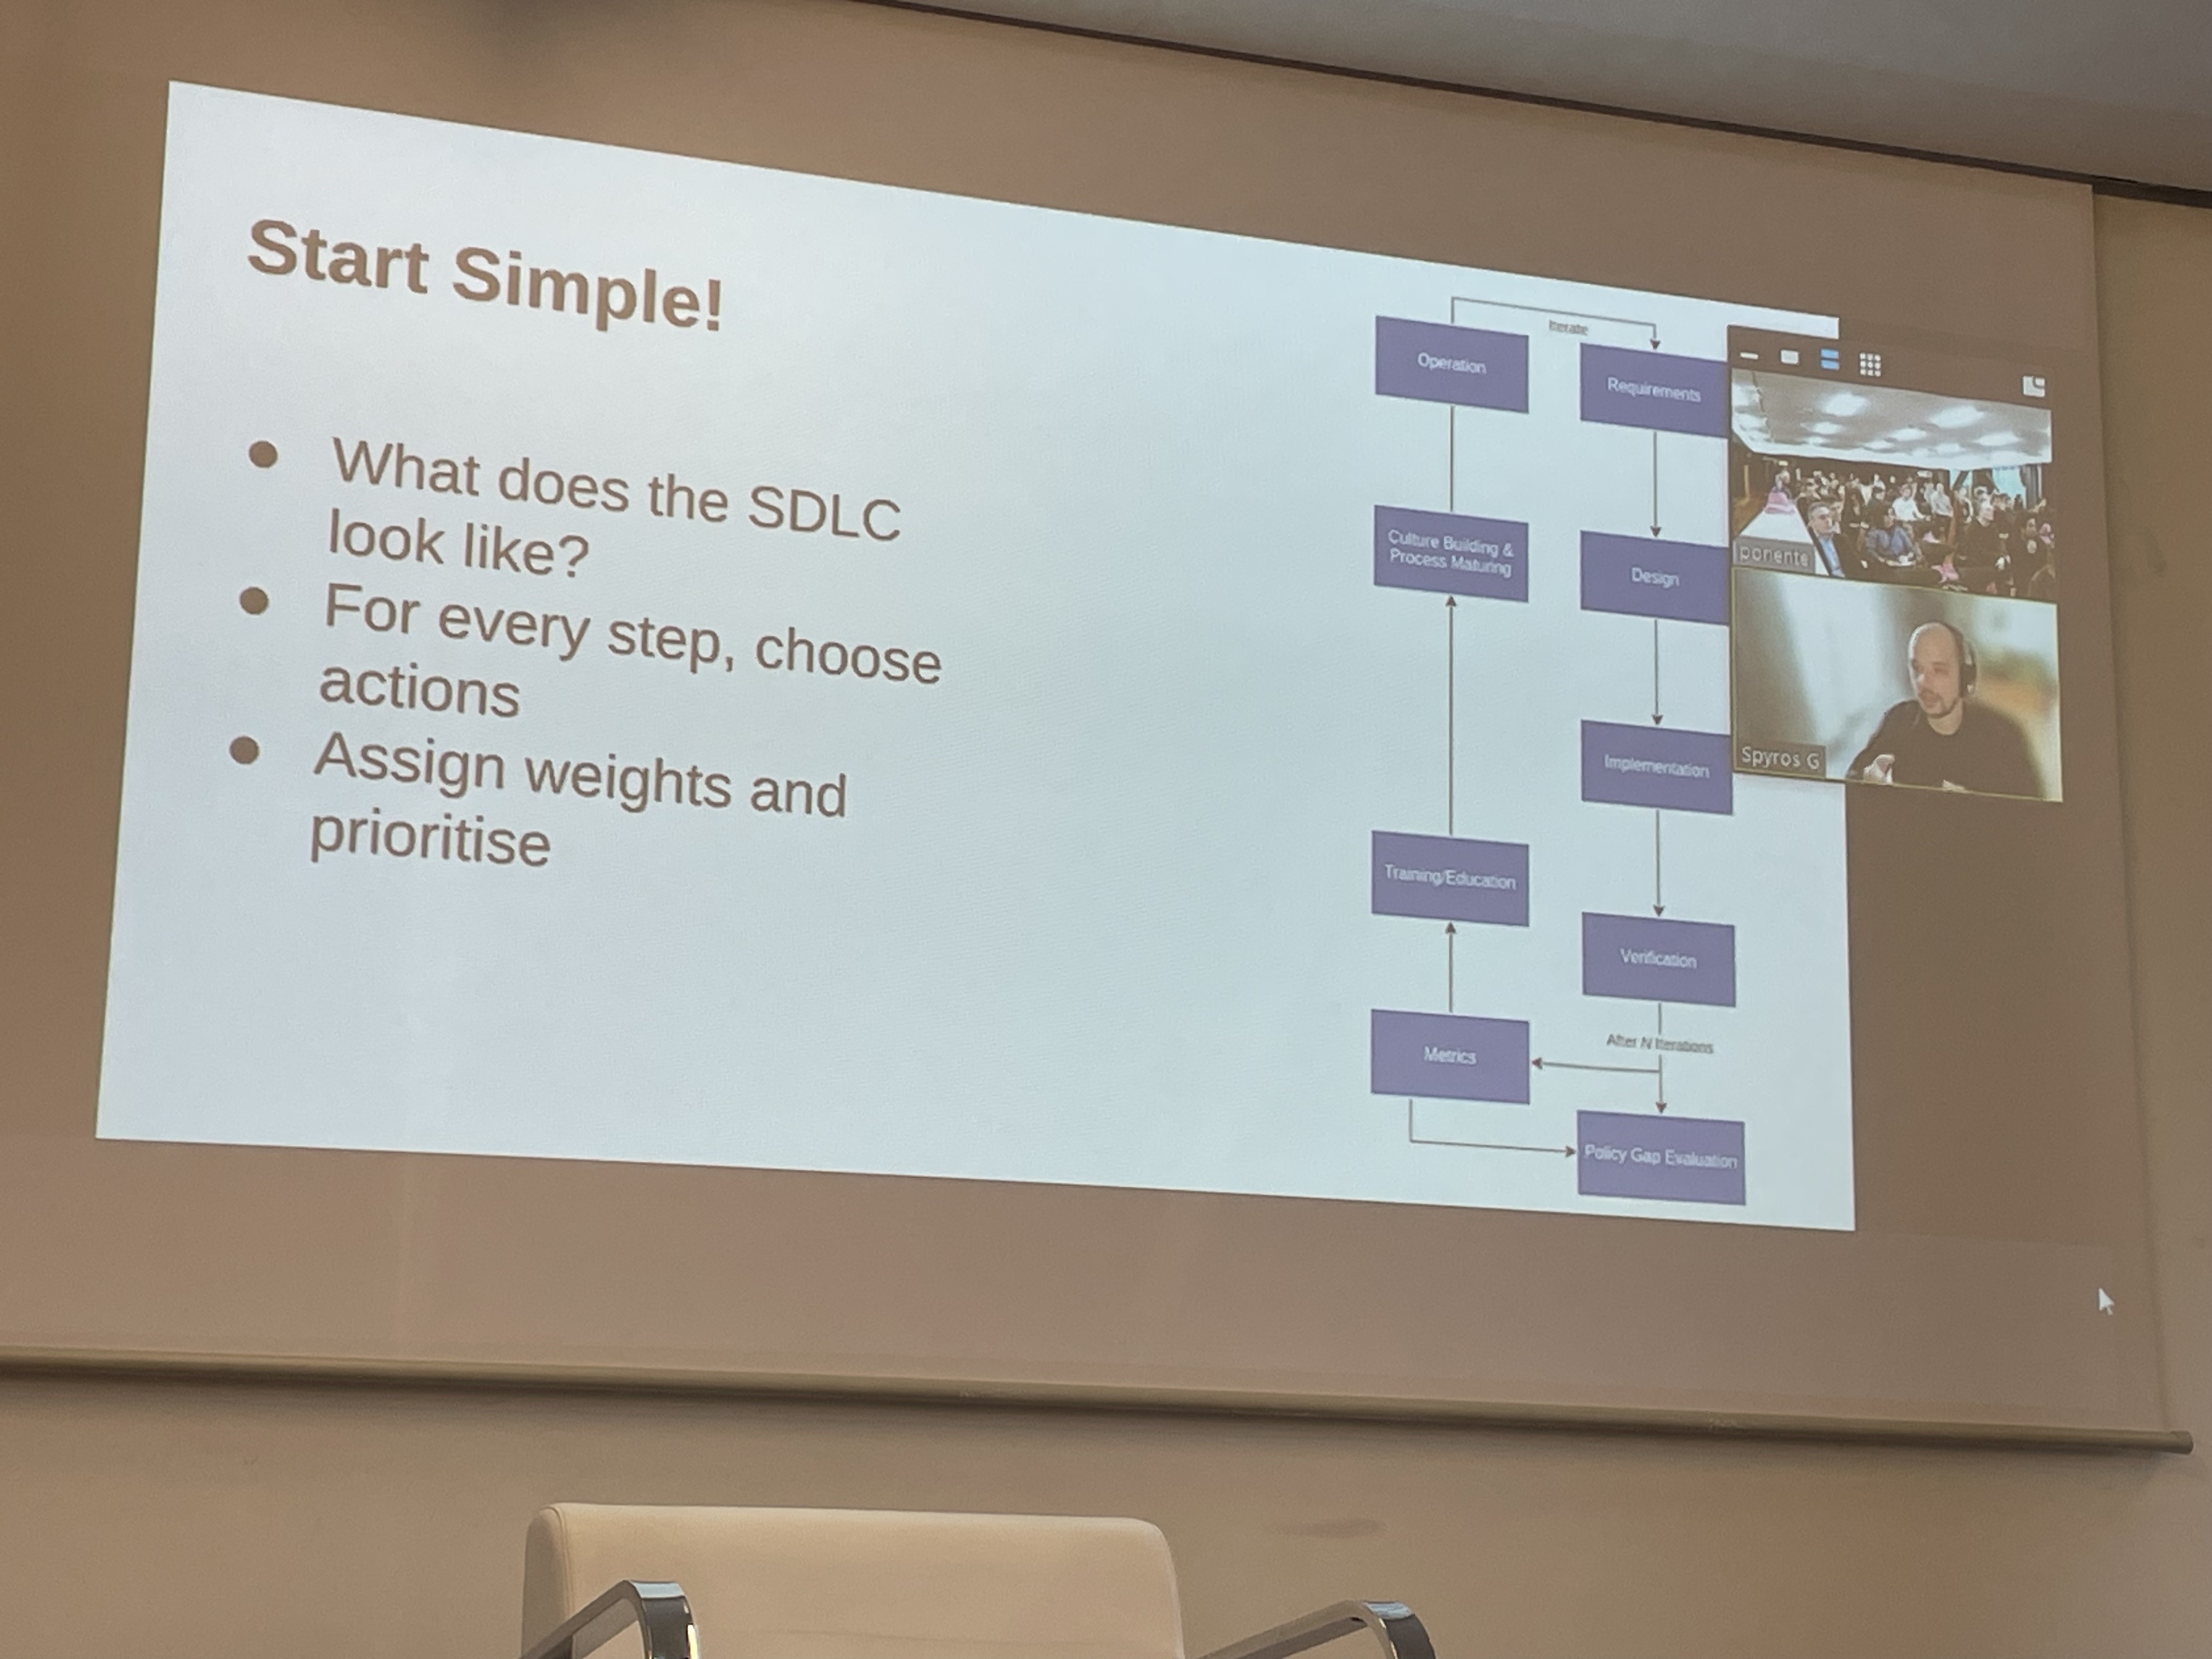 Start Simple!
What does the SDLC
look like?
For every step, choose
actions
Assign weights and
prioritise
Iterate
Operation
Requirements
Culture Building &
Process Maturing
Design
Implementation
Training/Education
Verification
After N Iterations
Metrics
Policy Gap Evaluation
ponente
Spyros G